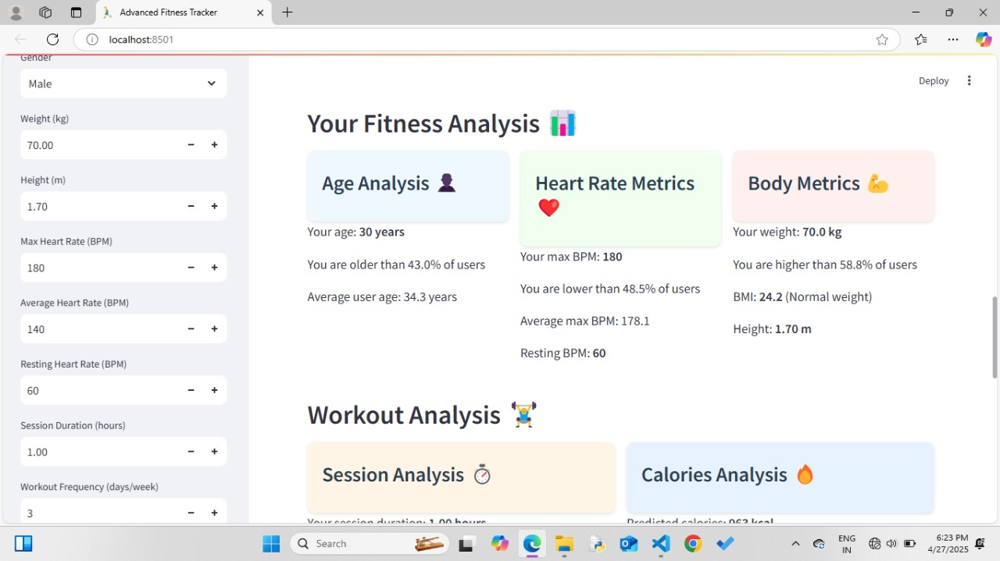 Advanced Fitness Tracker
localhost:8501
Deploy
Gender
Male
Weight (kg)
70.00
Height (m)
1.70
Max Heart Rate (BPM)
180
Average Heart Rate (BPM)
140
Resting Heart Rate (BPM)
60
Session Duration (hours)
1.00
Workout Frequency (days/week)
3
Your Fitness Analysis
Age Analysis
Your age: 30 years
You are older than 43.0% of users
Average user age: 34.3 years
Heart Rate Metrics
Your max BPM: 180
You are lower than 48.5% of users
Average max BPM: 178.1
Resting BPM: 60
Body Metrics
Your weight: 70.0 kg
You are higher than 58.8% of users
BMI: 24.2 (Normal weight)
Height: 1.70 m
Workout Analysis
Session Analysis
Your session duration: 1.00 hours
Calories Analysis
Predicted calories: 963 kcal
Search
ENG
IN
6:23 PM
4/27/2025